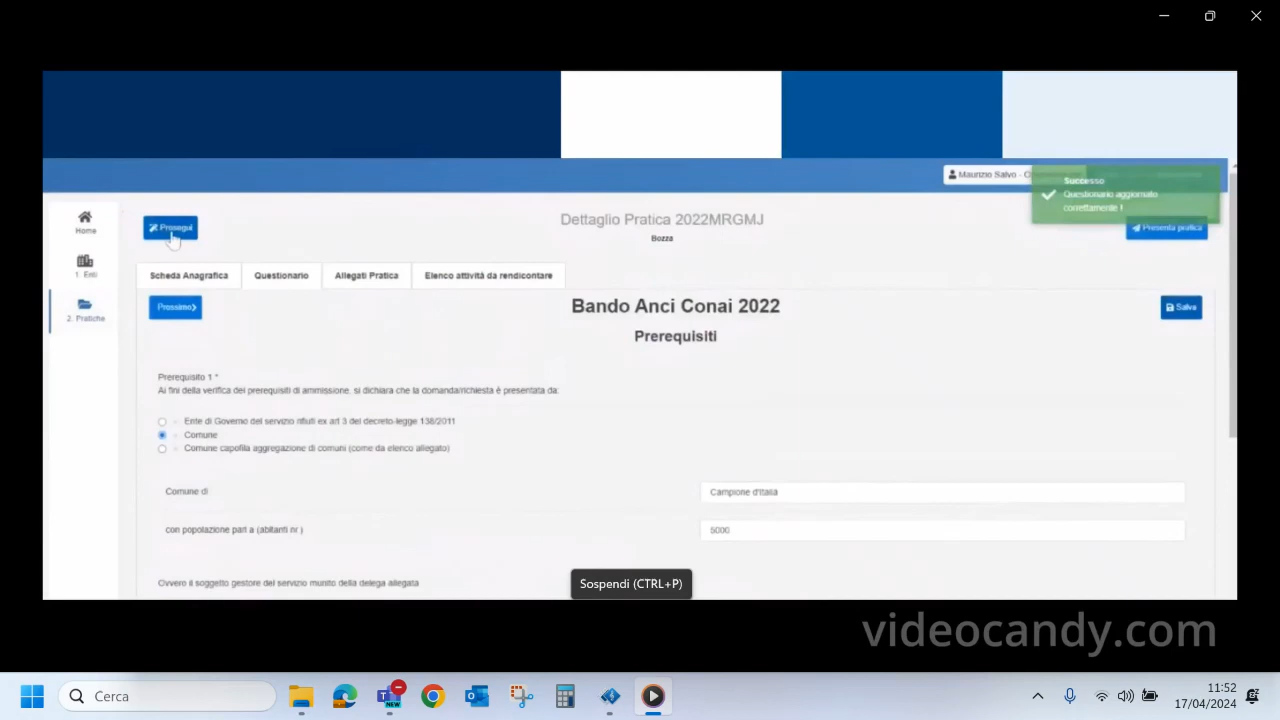 Maurizio Salvo -
Successo
Questionario aggiornato
correttamente !
Home
Prosegui
Dettaglio Pratica 2022MRGMJ
Bozza
Presenta pratica
1. Enti
Scheda Anagrafica
Questionario
Allegati Pratica
Elenco attività da rendicontare
2. Pratiche
Prossimo
Bando Anci Conai 2022
Salva
Prerequisiti
Prerequisito 1 *
Ai fini della verifica dei prerequisiti di ammissione, si dichiara che la domanda/richiesta è presentata da:
Ente di Governo del servizio rifiuti ex art 3 del decreto-legge 138/2011
Comune
Comune capofila aggregazione di comuni (come da elenco allegato)
Comune di
Campione d'Italia
con popolazione pari a (abitanti nr.)
5000
Ovvero il soggetto gestore del servizio munito della delega allegata
Sospendi (CTRL+P)
videocandy.com
Cerca
NEW
11:52
17/04/2024